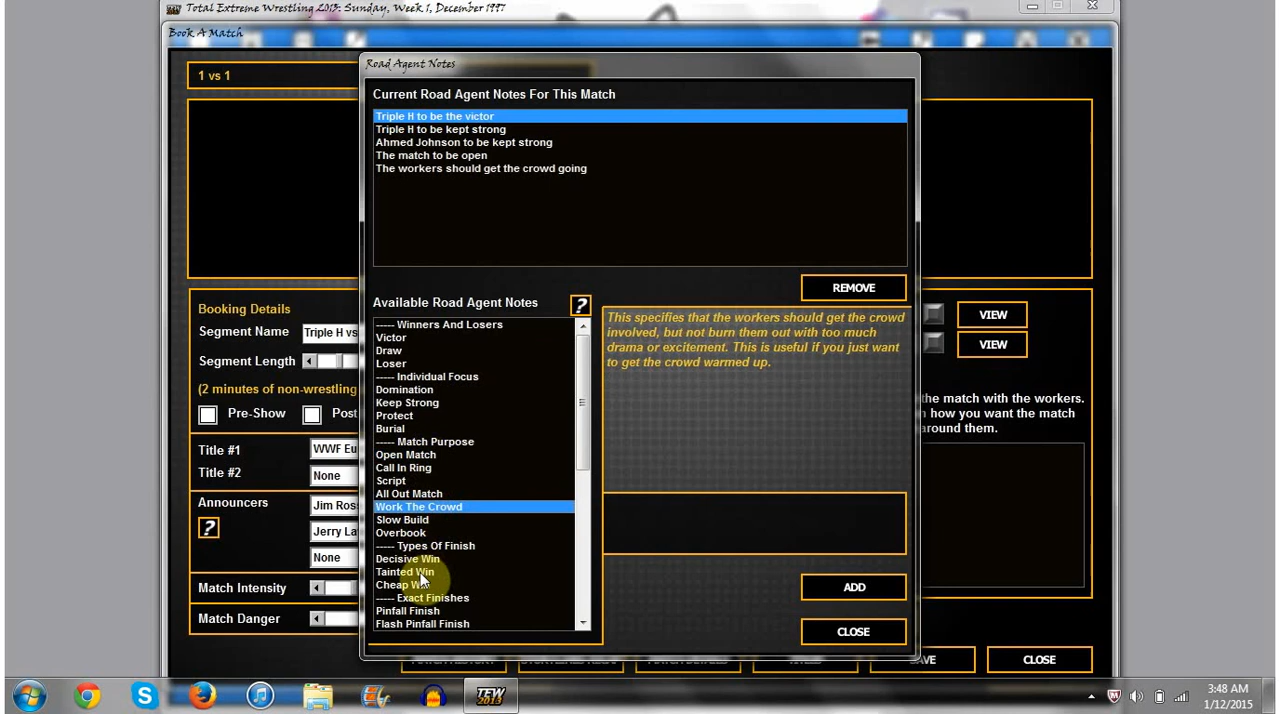 Total Extreme Wrestling 2013: Sunday, Week 1, December 1997
Book A Match
1 vs 1
Road Agent Notes
Current Road Agent Notes For This Match
Triple H to be the victor
Triple H to be kept strong
Ahmed Johnson to be kept strong
The match to be open
The workers should get the crowd going
REMOVE
Available Road Agent Notes
?
----- Winners And Losers
Victor
Draw
Loser
----- Individual Focus
Domination
Keep Strong
Protect
Burial
----- Match Purpose
Open Match
Call In Ring
Script
All Out Match
Work The Crowd
Slow Build
Overbook
----- Types Of Finish
Decisive Win
Tainted Win
Cheap
----- Exact Finishes
Pinfall Finish
Flash Pinfall Finish
This specifies that the workers should get the crowd
involved, but not burn them out with too much
drama or excitement. This is useful if you just want
to get the crowd warmed up.
ADD
CLOSE
Booking Details
Segment Name
Triple H vs
Segment Length
(2 minutes of non-wrestling
Pre-Show
Post
Title #1
WWF Eu
Title #2
None
Announcers
?
Jim Ros
Jerry La
None
Match Intensity
Match Danger
VIEW
VIEW
the match with the workers.
how you want the match
around them.
CLOSE
TEW
2013
3:48 AM
1/12/2015